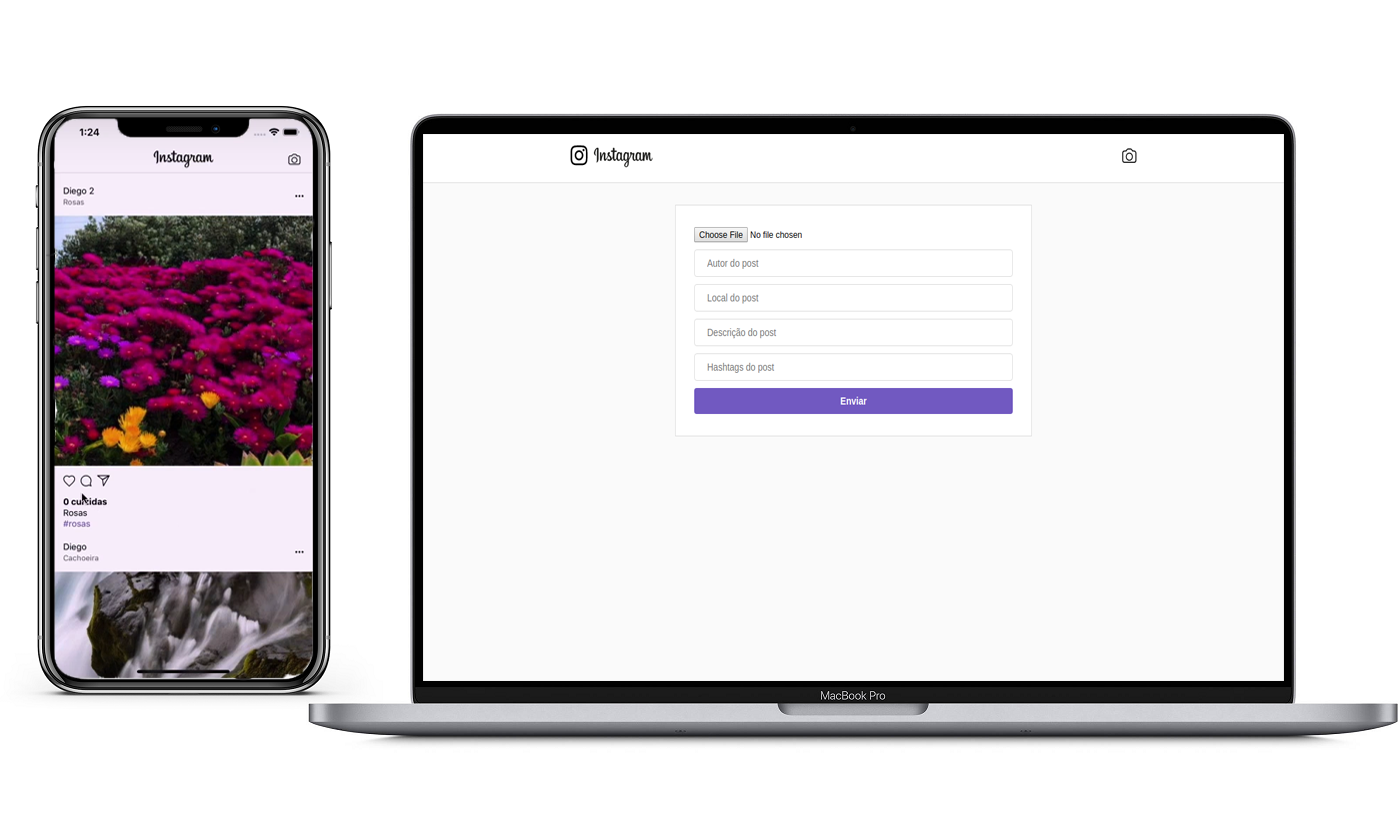 1:24
Instagram
Diego 2
Rosas
0 curtidas
Rosas
#rosas
Diego
Cachoeira
Instagram
Choose File No file chosen
Autor do post
Local do post
Descrição do post
Hashtags do post
Enviar
MacBook Pro